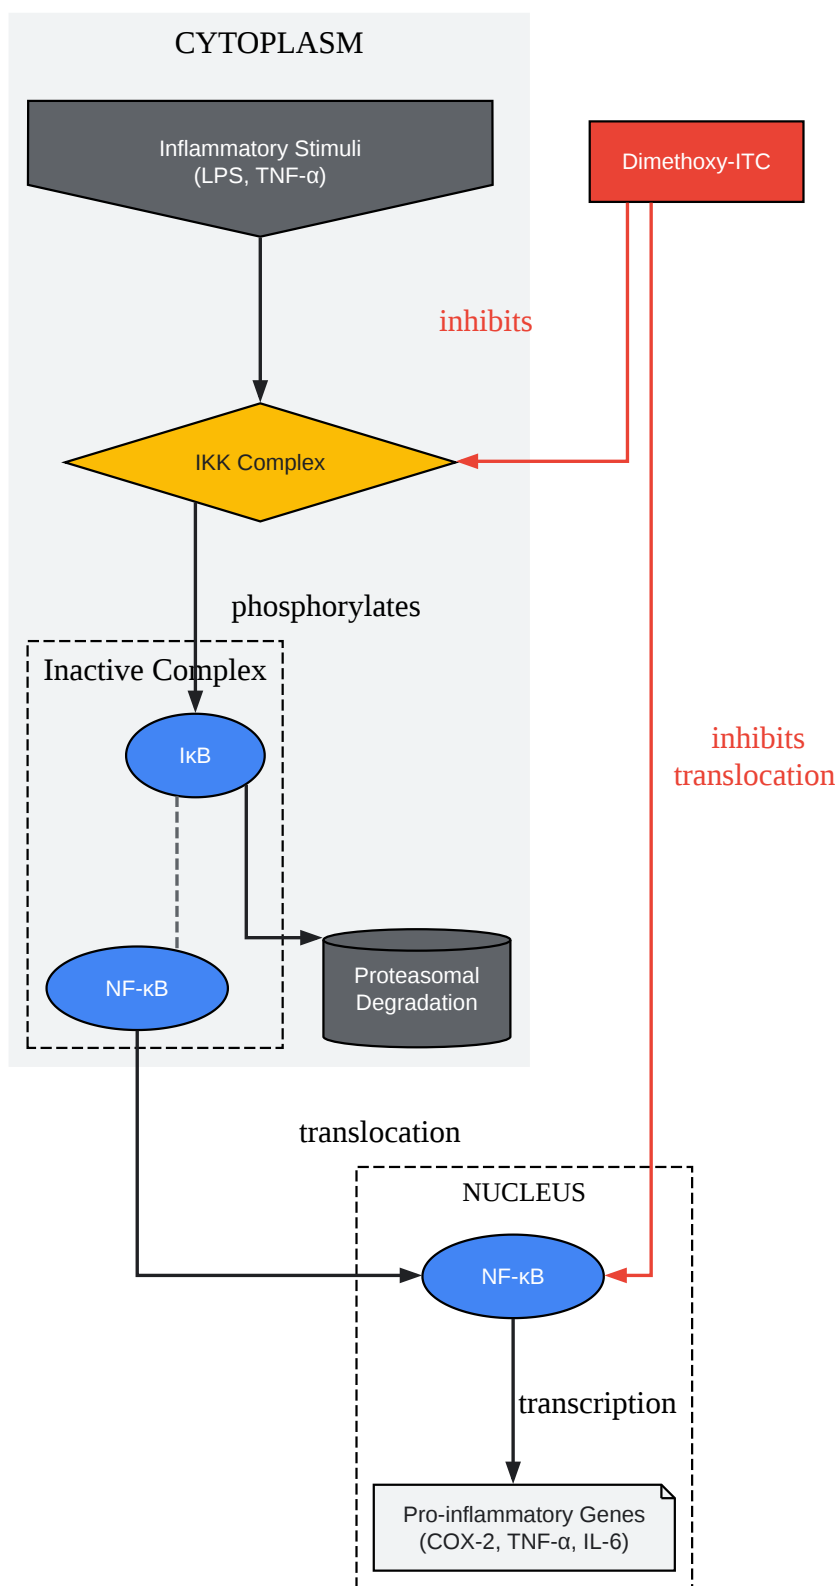 CYTOPLASM
Inflammatory Stimuli
(LPS, TNF-α)
Dimethoxy-ITC
inhibits
IKK Complex
phosphorylates
Inactive Complex
IκB
inhibits
translocation
NF-κB
Proteasomal
Degradation
translocation
NUCLEUS
NF-κB
transcription
Pro-inflammatory Genes
(COX-2, TNF-α, IL-6)